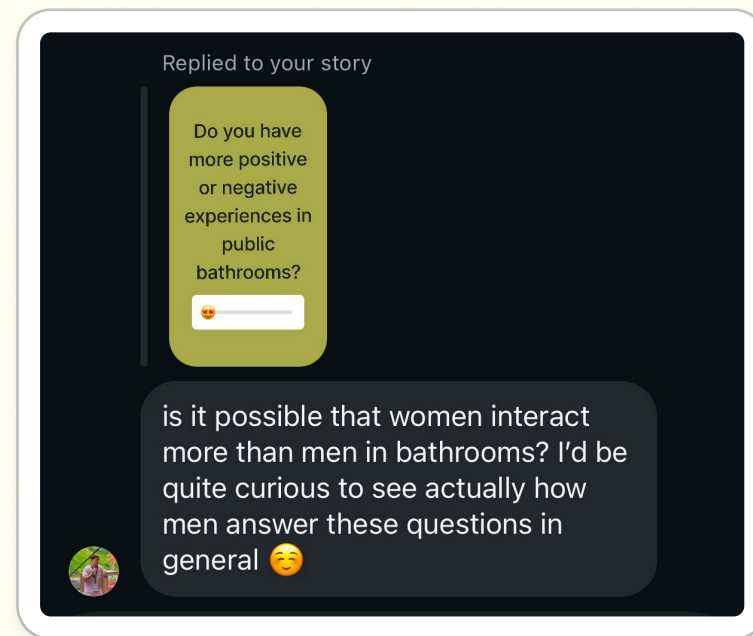 Replied to your story
Do you have
more positive
or negative
experiences in
public
bathrooms?
😍
is it possible that women interact
more than men in bathrooms? I’d be
quite curious to see actually how
men answer these questions in
general ☺️